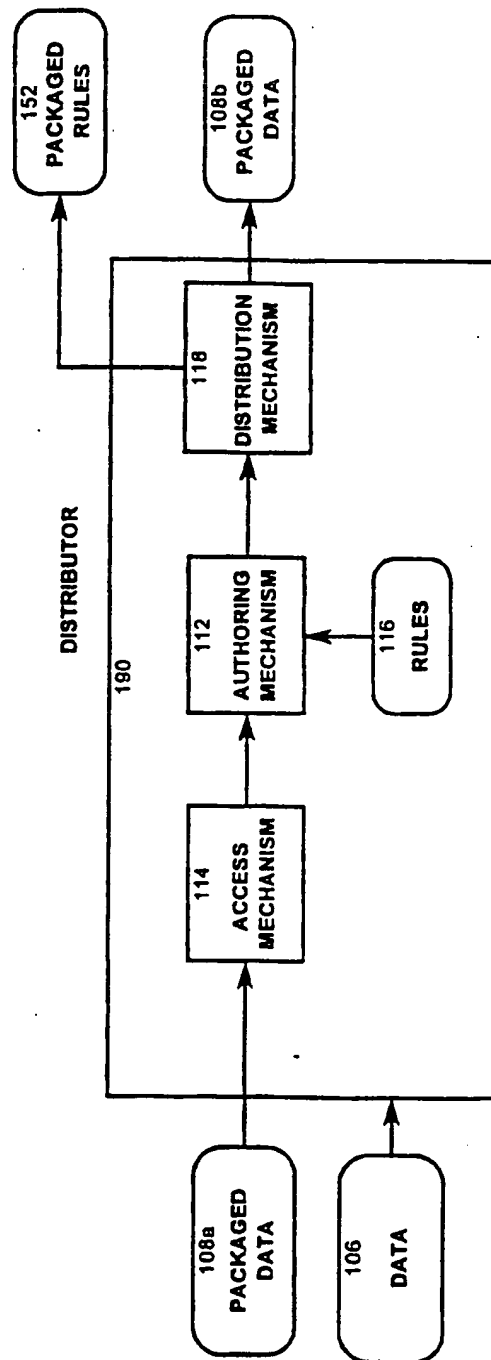 DISTRIBUTOR
190
108a
PACKAGED
DATA
106
DATA
114
ACCESS
MECHANISM
112
AUTHORING
MECHANISM
116
RULES
118
DISTRIBUTION
MECHANISM
152
PACKAGED
RULES
108b
PACKAGED
DATA